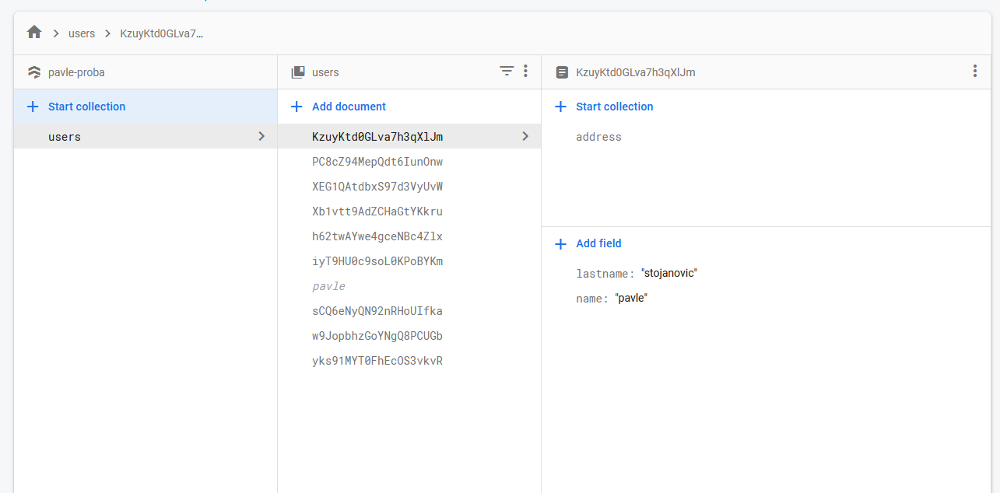 users
KzuyKtd0GLva7...
pavle-proba
Start collection
users
users
Add document
KzuyKtd0GLva7h3qXlJm
PC8cZ94MepQdt6IunOnw
XEG1QAtdbxS97d3VyUvW
Xb1vtt9AdZCHaGtYKkru
h62twAYwe4gceNBc4Zlx
iyT9HU0c9soL0KPoBYKm
pavle
sCQ6eNyQN92nRHoUIfka
w9JopbhzGoYNgQ8PCUGb
yks91MYT0FhEcOS3vkvR
KzuyKtd0GLva7h3qXlJm
Start collection
address
Add field
lastname: "stojanovic"
name: "pavle"